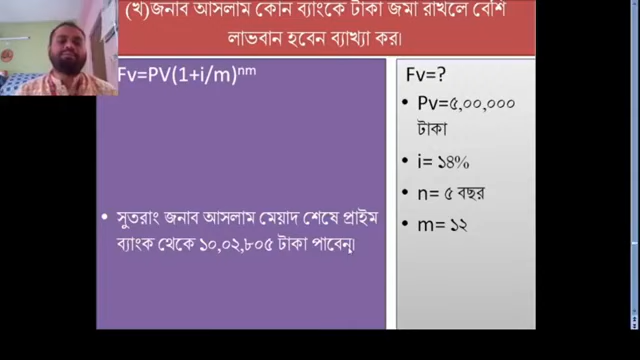 (খ)জনাব আসলাম কোন ব্যাংকে টাকা জমা রাখলে বেশি
লাভবান হবেন ব্যাখ্যা কর।
Fv=PV(1+i/m)ⁿᵐ
সুতরাং জনাব আসলাম মেয়াদ শেষে প্রাইম
ব্যাংক থেকে ১০,০২,৮০৫ টাকা পাবেন।
Fv=?
Pv=৫,০০,০০০
টাকা
i= ১৪%
n= ৫ বছর
m= ১২